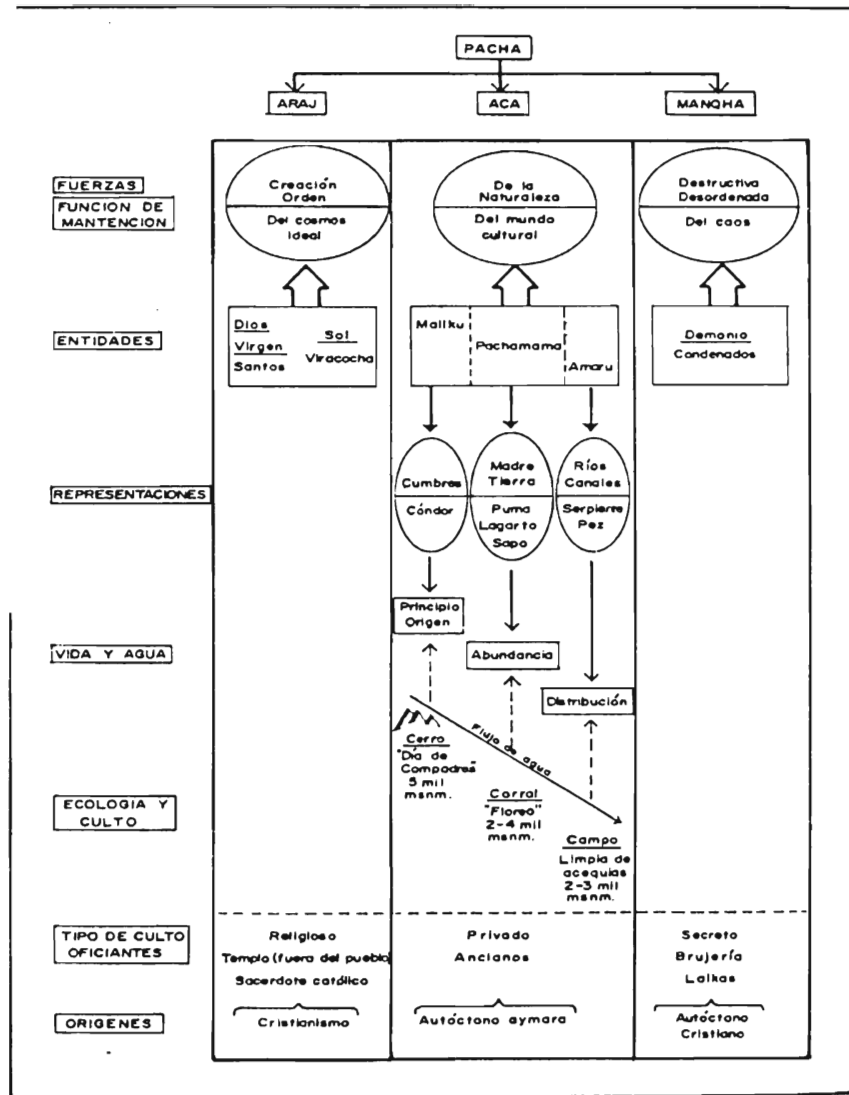 PACHA
ARAJ
ACA
MANQHA
FUERZAS
FUNCION DE
MANTENCION
Creación
Orden
Del cosmos
ideal
De la
Naturaleza
Del mundo
cultural
Destructiva
Desordenada
Del caos
ENTIDADES
Dios
Virgen
Santos
Sol
Viracocha
Mallku
Pachamama
Amaru
Demonio
Condenados
REPRESENTACIONES
Cumbres
Cóndor
Madre
Tierra
Puma
Lagarto
Sapo
Ríos
Canales
Serpierre
Pez
VIDA Y AGUA
Principio
Origen
Abundancia
Distribución
Flujo de agua
ECOLOGIA Y
CULTO
Cerro
"Día de
Compadres"
5 mil
msnm.
Corral
"Floreo"
2-4 mil
msnm.
Campo
Limpia de
acequias
2-3 mil
msnm.
TIPO DE CULTO
OFICIANTES
Religioso
Templo (fuera del pueblo)
Sacerdote católico
Privado
Ancianos
Secreto
Brujería
Laikas
ORIGENES
Cristianismo
Autóctono aymara
Autóctono
Cristiano